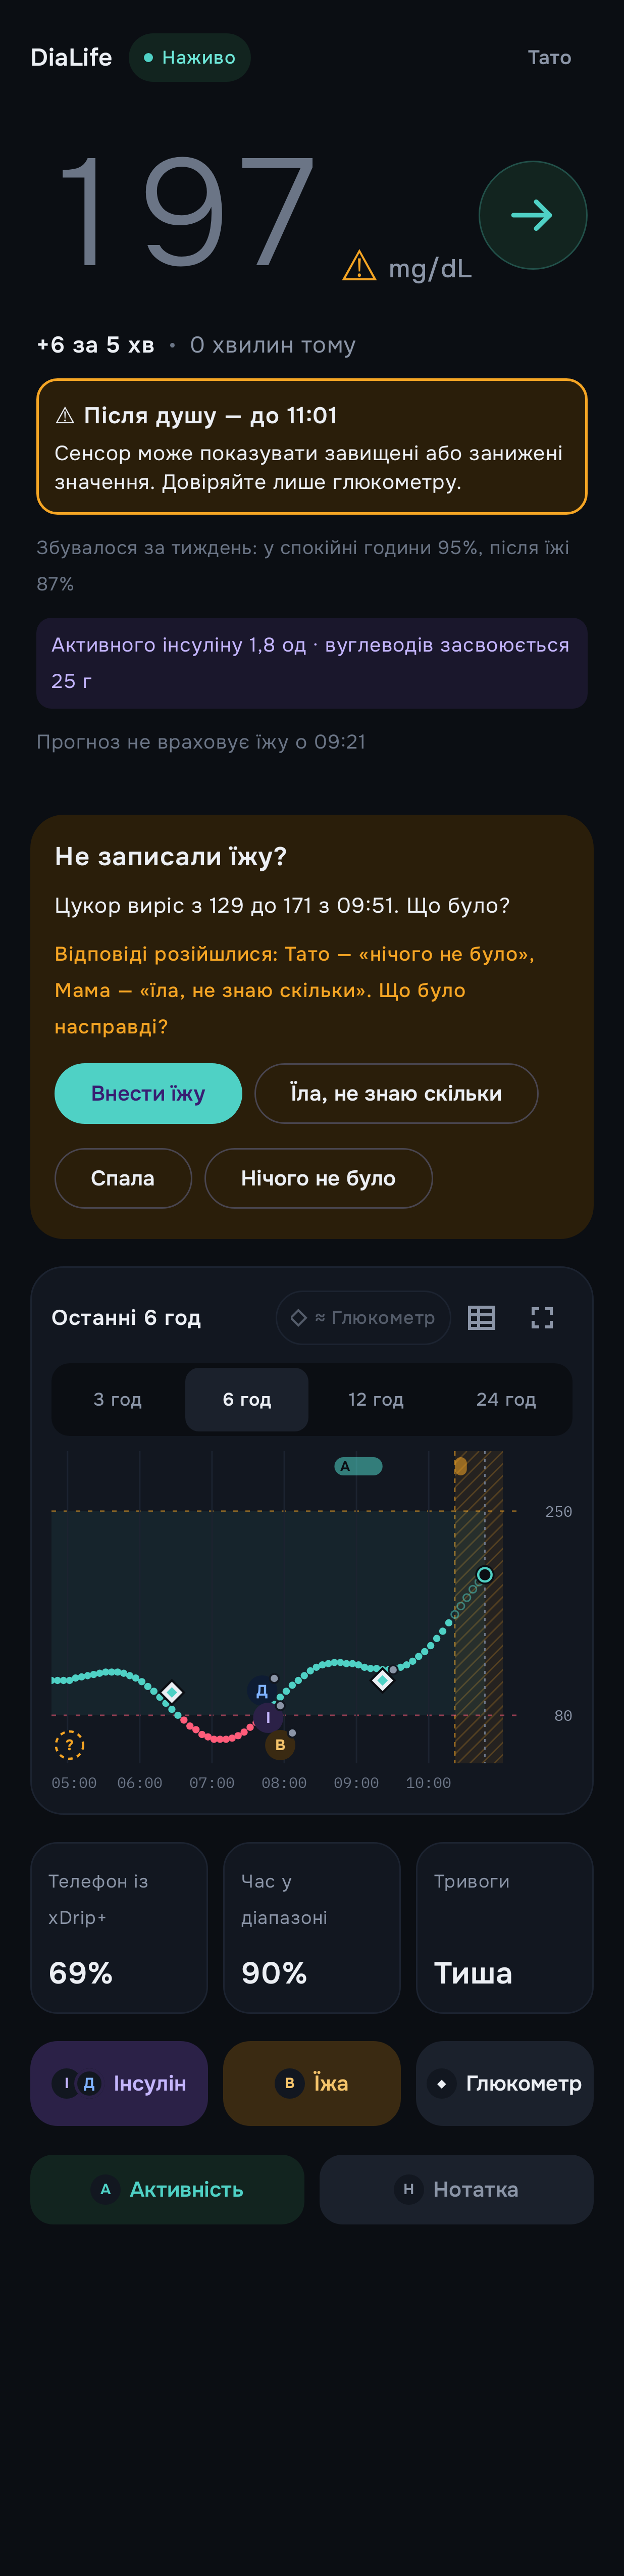 DiaLife
Наживо
Тато
197
⚠ mg/dL
→
+6 за 5 хв • 0 хвилин тому
⚠ Після душу — до 11:01
Сенсор може показувати завищені або занижені
значення. Довіряйте лише глюкометру.
Збувалося за тиждень: у спокійні години 95%, після їжі
87%
Активного інсуліну 1,8 од · вуглеводів засвоюється
25 г
Прогноз не враховує їжу о 09:21
Не записали їжу?
Цукор виріс з 129 до 171 з 09:51. Що було?
Відповіді розійшлися: Тато — «нічого не було»,
Мама — «їла, не знаю скільки». Що було
насправді?
Внести їжу
Їла, не знаю скільки
Спала
Нічого не було
Останні 6 год
≈ Глюкометр
3 год
6 год
12 год
24 год
А
250
Д
І
80
?
В
05:00 06:00 07:00 08:00 09:00 10:00
Телефон із
xDrip+
69%
Час у
діапазоні
90%
Тривоги
Тиша
І Д Інсулін
В Їжа
Глюкометр
А Активність
Н Нотатка